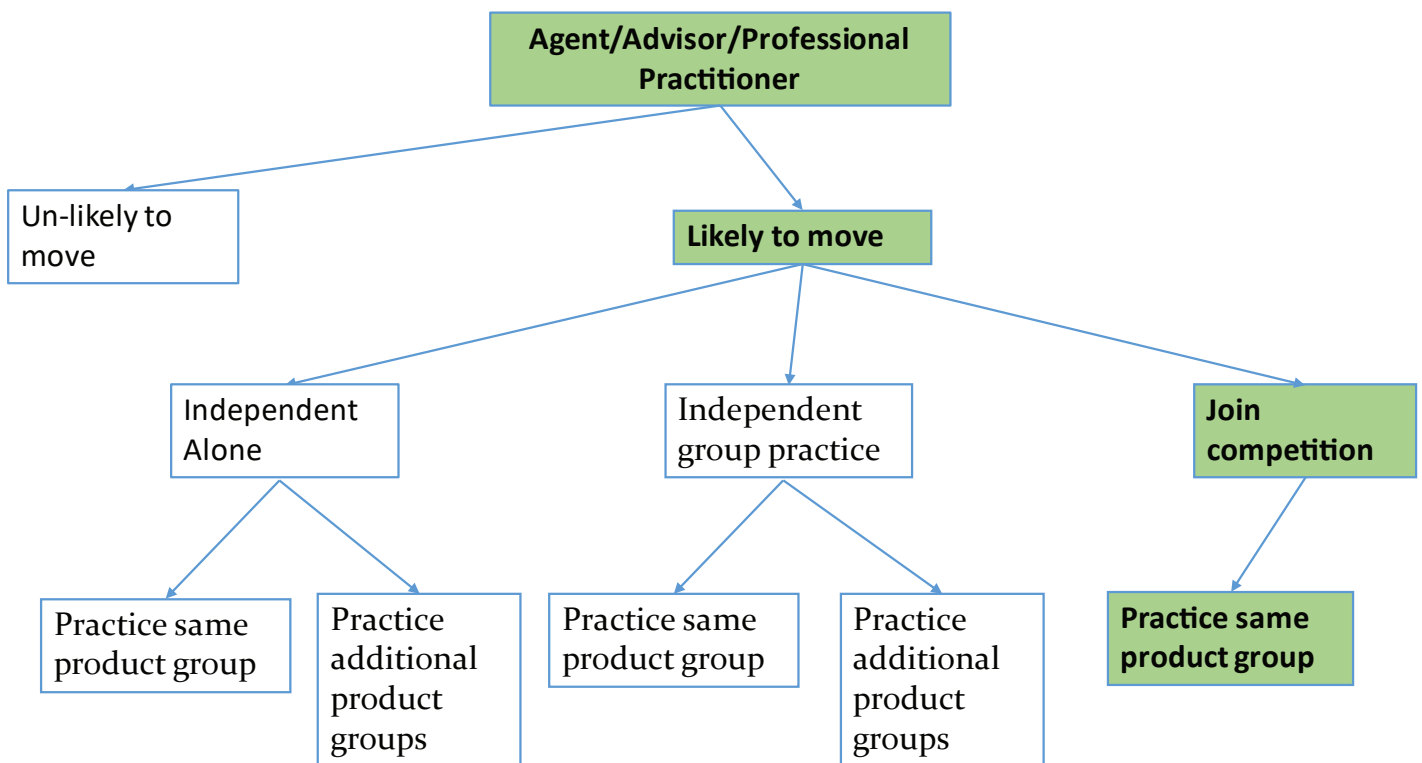 Agent/Advisor/Professional
Practitioner
Un-likely to
move
Likely to move
Independent
Alone
Independent
group practice
Join
competition
Practice same
product group
Practice
additional
product
groups
Practice same
product group
Practice
additional
product
groups
Practice same
product group